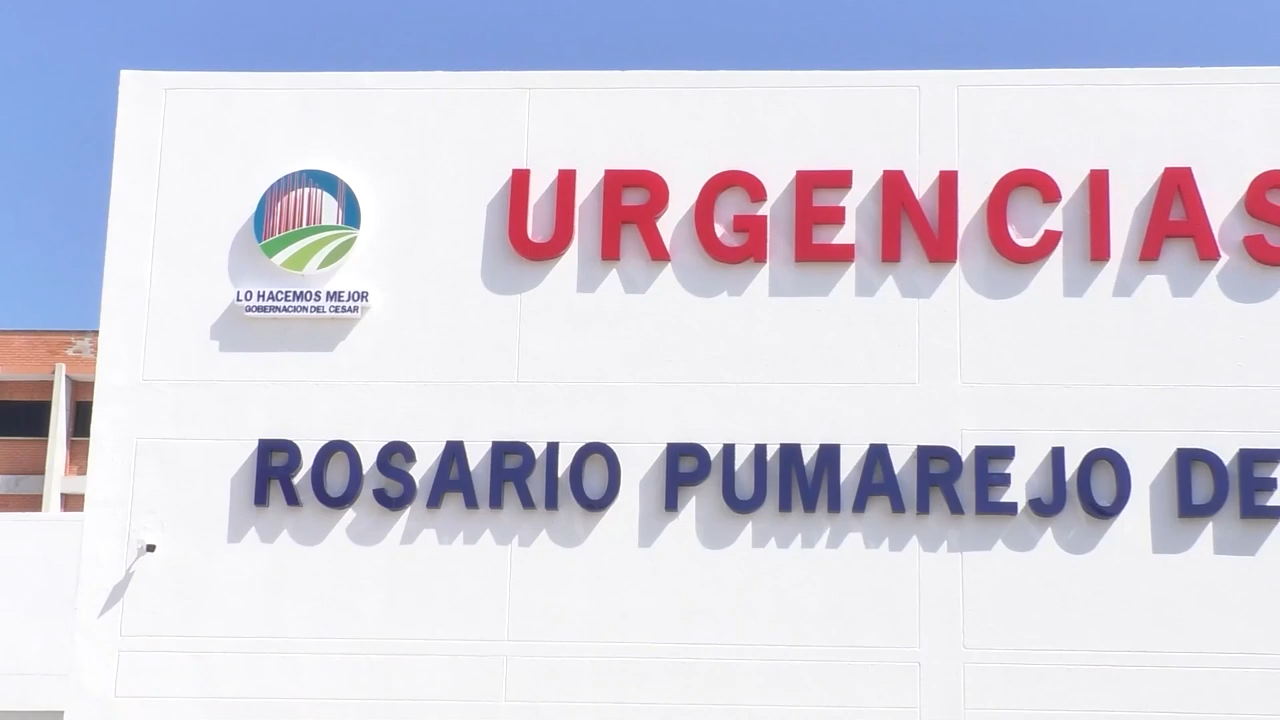 URGENCIAS
LO HACEMOS MEJOR
GOBERNACION DEL CESAR
ROSARIO PUMAREJO DE